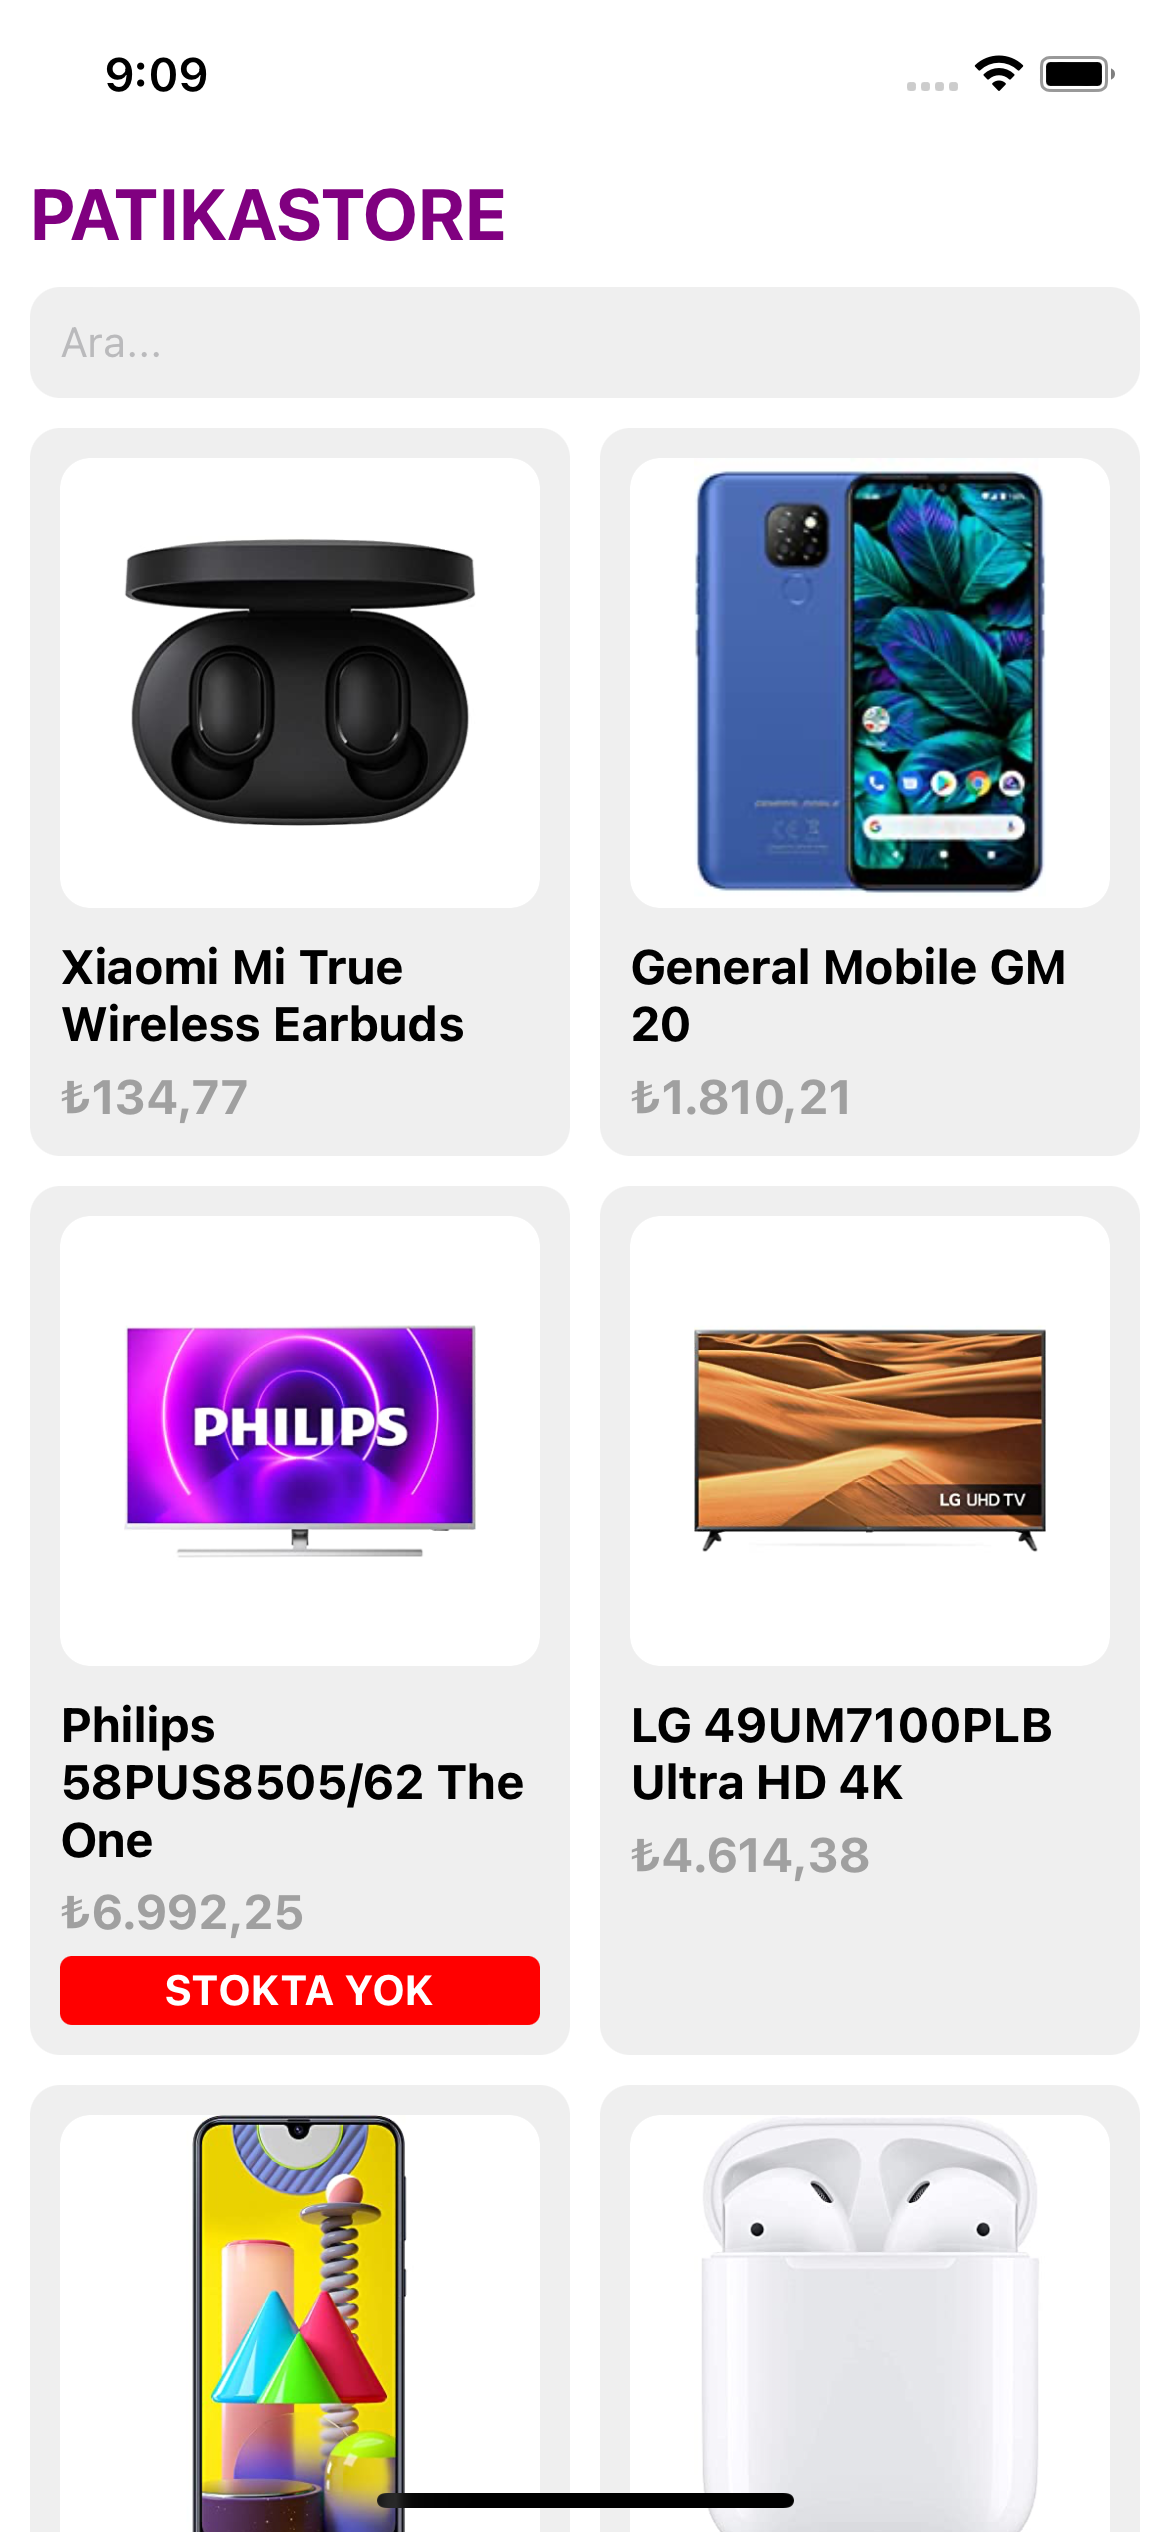 9:09
PATIKASTORE
Ara...
Xiaomi Mi True
Wireless Earbuds
₺134,77
General Mobile GM
20
₺1.810,21
PHILIPS
LG UHD TV
Philips
58PUS8505/62 The
One
₺6.992,25
STOKTA YOK
LG 49UM7100PLB
Ultra HD 4K
₺4.614,38